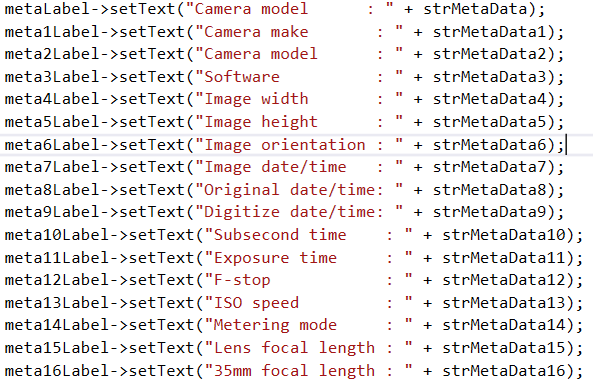 metaLabel->setText("Camera model      : " + strMetaData);
meta1Label->setText("Camera make       : " + strMetaData1);
meta2Label->setText("Camera model      : " + strMetaData2);
meta3Label->setText("Software          : " + strMetaData3);
meta4Label->setText("Image width       : " + strMetaData4);
meta5Label->setText("Image height      : " + strMetaData5);
meta6Label->setText("Image orientation : " + strMetaData6);
meta7Label->setText("Image date/time   : " + strMetaData7);
meta8Label->setText("Original date/time: " + strMetaData8);
meta9Label->setText("Digitize date/time: " + strMetaData9);
meta10Label->setText("Subsecond time    : " + strMetaData10);
meta11Label->setText("Exposure time     : " + strMetaData11);
meta12Label->setText("F-stop            : " + strMetaData12);
meta13Label->setText("ISO speed         : " + strMetaData13);
meta14Label->setText("Metering mode     : " + strMetaData14);
meta15Label->setText("Lens focal length : " + strMetaData15);
meta16Label->setText("35mm focal length : " + strMetaData16);